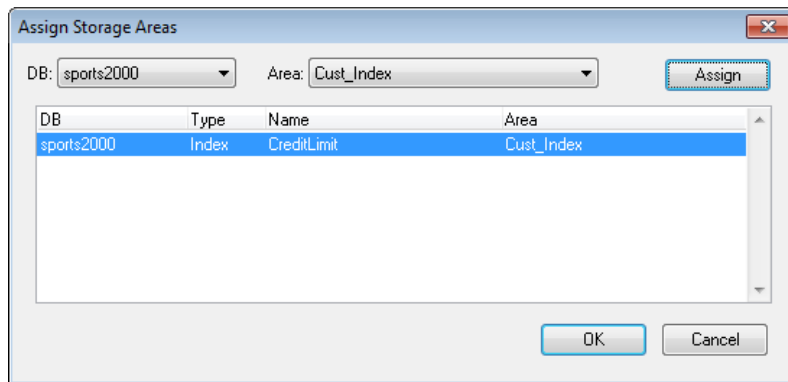 Assign Storage Areas
DB: sports2000 Area: Cust_Index Assign
DB Type Name Area
sports2000 Index CreditLimit Cust_Index
OK Cancel